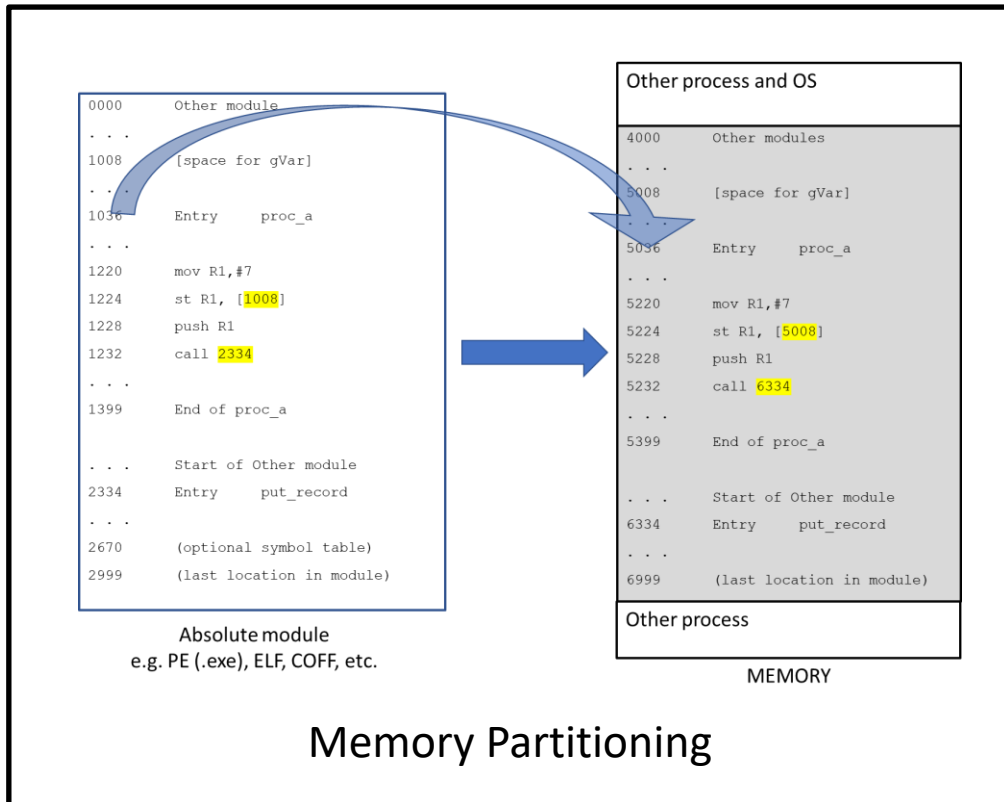 0000 Other module
. . .
1008 [space for gVar]
. . .
1036 Entry proc_a
. . .
1220 mov R1,#7
1224 st R1, [1008]
1228 push R1
1232 call 2334
. . .
1399 End of proc_a
. . . Start of Other module
2334 Entry put_record
. . .
2670 (optional symbol table)
2999 (last location in module)
Absolute module
e.g. PE (.exe), ELF, COFF, etc.
Other process and OS
4000 Other modules
. . .
5008 [space for gVar]
. . .
5036 Entry proc_a
. . .
5220 mov R1,#7
5224 st R1, [5008]
5228 push R1
5232 call 6334
. . .
5399 End of proc_a
. . . Start of Other module
6334 Entry put_record
. . .
6999 (last location in module)
Other process
MEMORY
Memory Partitioning